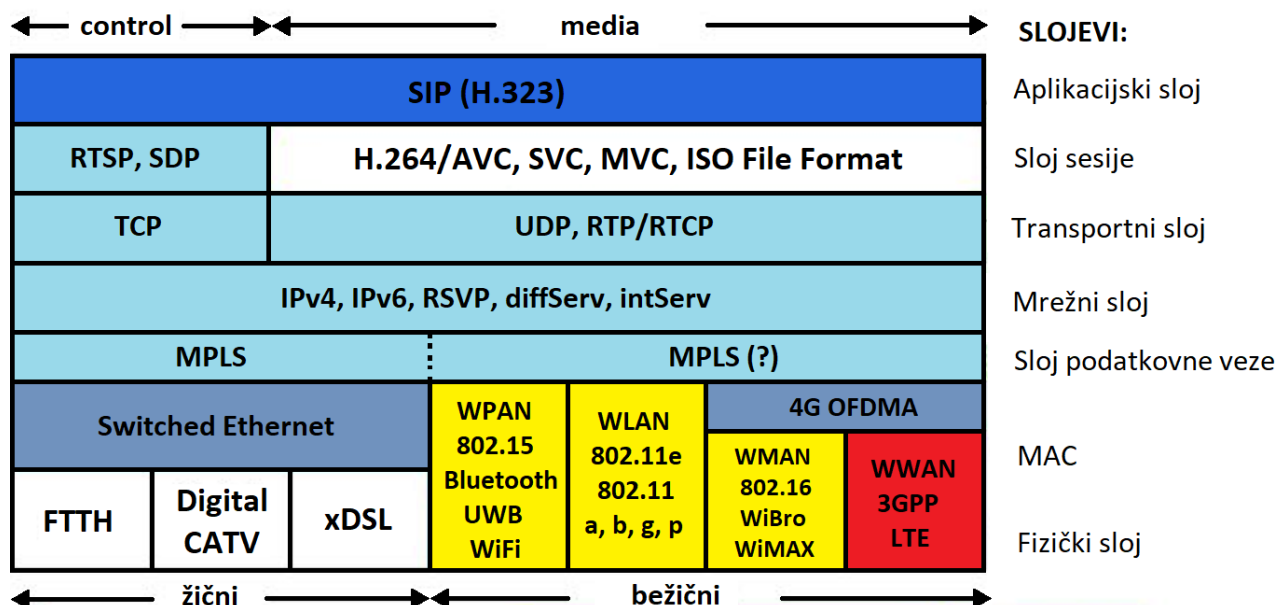 control
media
SLOJEVI:
SIP (H.323)
Aplikacijski sloj
RTSP, SDP
H.264/AVC, SVC, MVC, ISO File Format
Sloj sesije
TCP
UDP, RTP/RTCP
Transportni sloj
IPv4, IPv6, RSVP, diffServ, intServ
Mrežni sloj
MPLS
MPLS (?)
Sloj podatkovne veze
Switched Ethernet
WPAN
802.15
Bluetooth
UWB
WiFi
WLAN
802.11e
802.11
a, b, g, p
4G OFDMA
MAC
FTTH
Digital
CATV
xDSL
WMAN
802.16
WiBro
WiMAX
WWAN
3GPP
LTE
Fizički sloj
žični
bežični